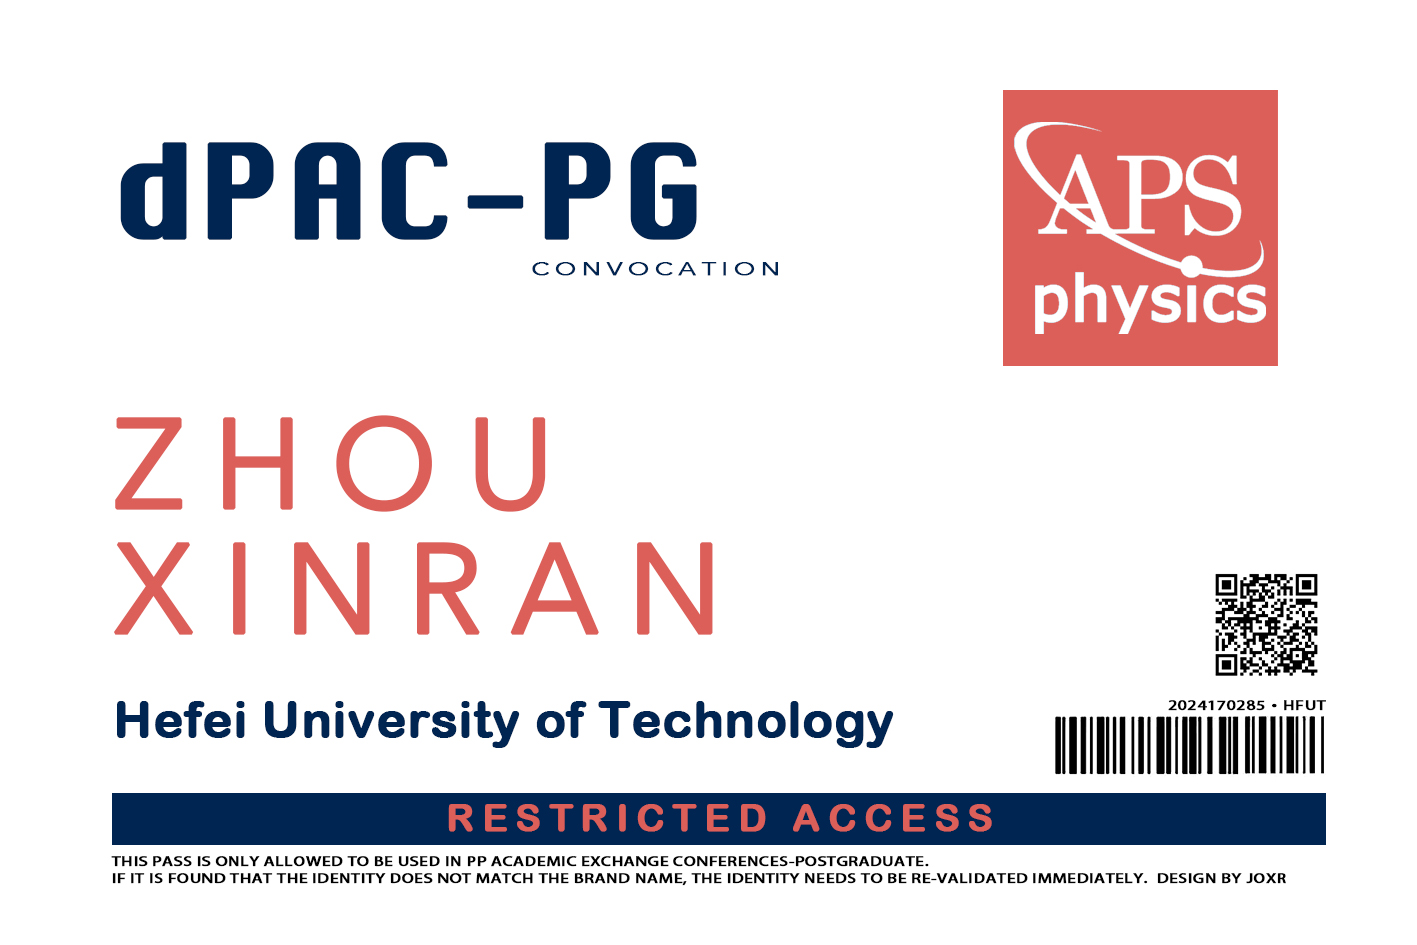 dPAC-PG
CONVOCATION
APS
physics
ZHOU
XINRAN
Hefei University of Technology
2024170285 • HFUT
RESTRICTED ACCESS
THIS PASS IS ONLY ALLOWED TO BE USED IN PP ACADEMIC EXCHANGE CONFERENCES-POSTGRADUATE.
IF IT IS FOUND THAT THE IDENTITY DOES NOT MATCH THE BRAND NAME, THE IDENTITY NEEDS TO BE RE-VALIDATED IMMEDIATELY. DESIGN BY JOXR